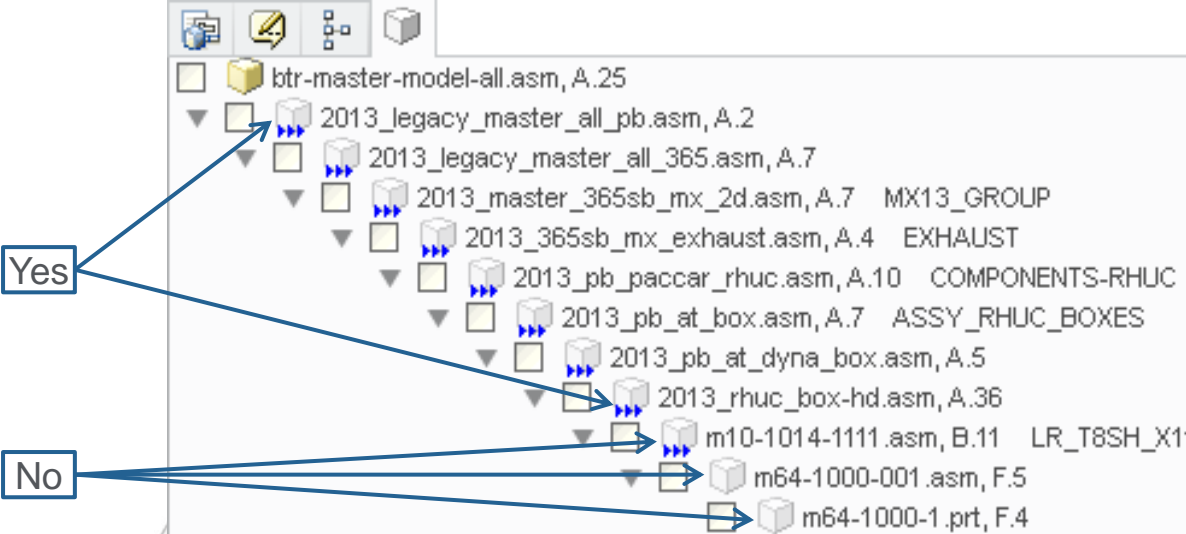 btr-master-model-all.asm, A.25
2013_legacy_master_all_pb.asm, A.2
2013_legacy_master_all_365.asm, A.7
2013_master_365sb_mx_2d.asm, A.7 MX13_GROUP
2013_365sb_mx_exhaust.asm, A.4 EXHAUST
Yes 2013_pb_paccar_rhuc.asm, A.10 COMPONENTS-RHUC
2013_pb_at_box.asm, A.7 ASSY_RHUC_BOXES
2013_pb_at_dyna_box.asm, A.5
2013_rhuc_box-hd.asm, A.36
m10-1014-1111.asm, B.11 LR_T8SH_X1
No m64-1000-001.asm, F.5
m64-1000-1.prt, F.4